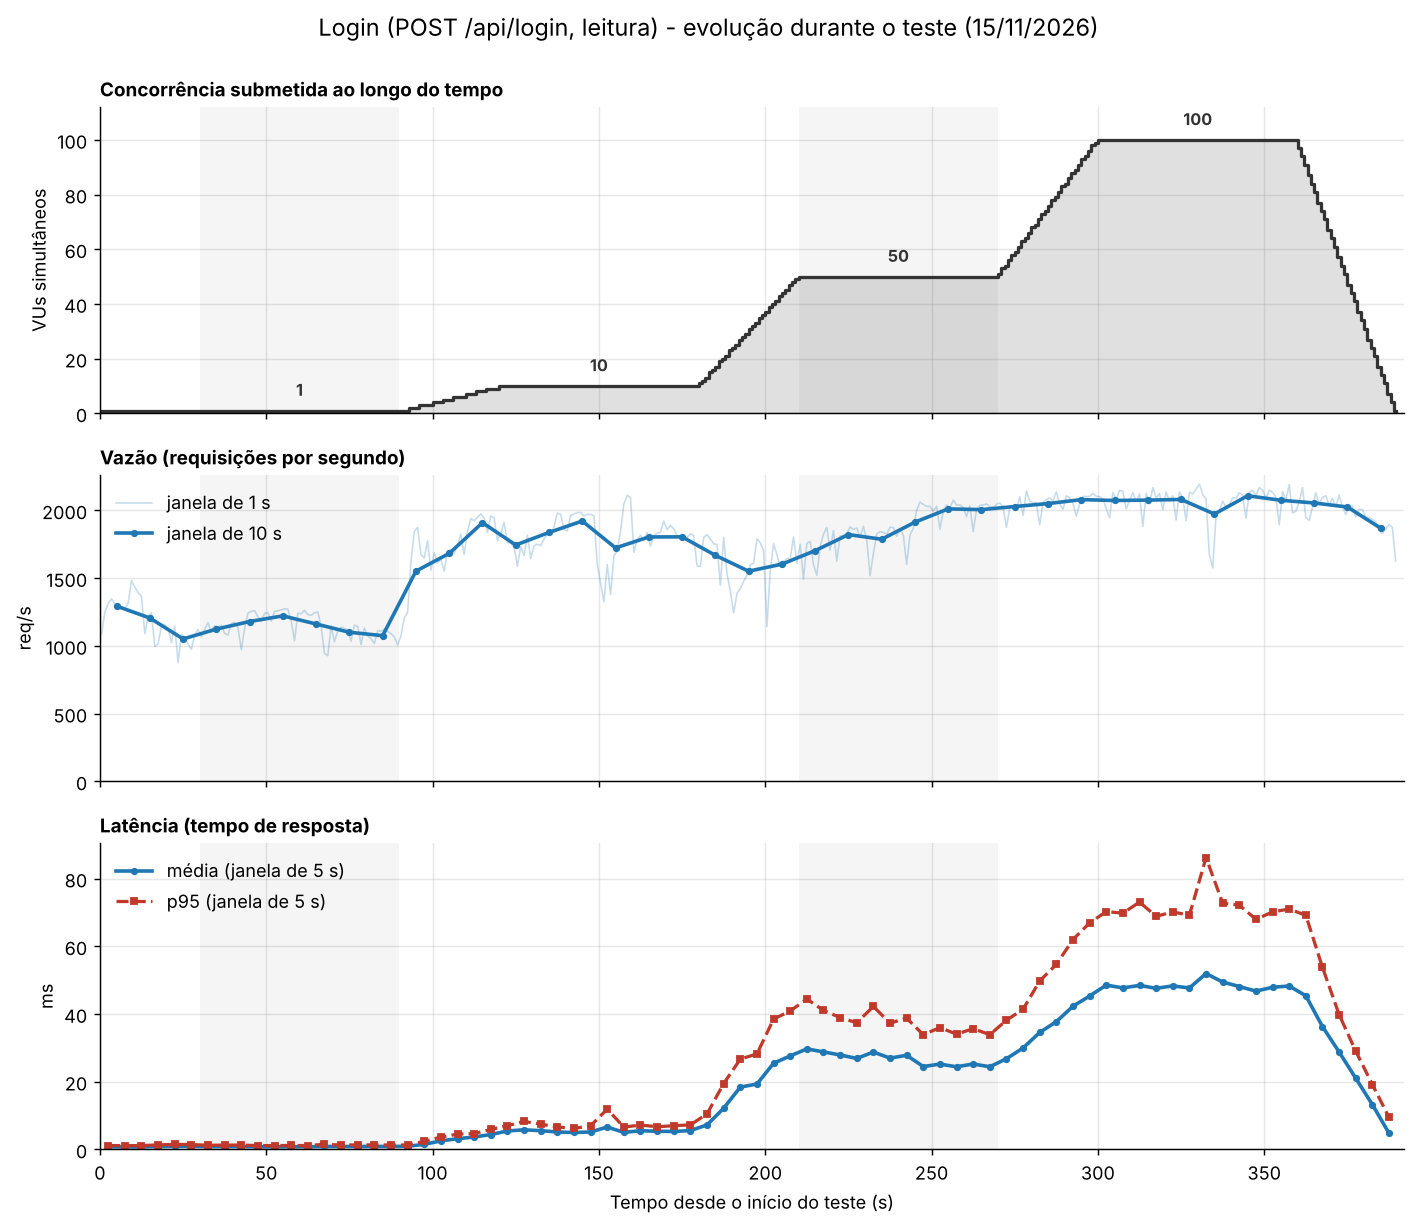 Login (POST /api/login, leitura) - evolução durante o teste (15/11/2026)
Concorrência submetida ao longo do tempo
VUs simultâneos
100
80
60
40
20
0
1
10
50
100
Vazão (requisições por segundo)
req/s
2000
1500
1000
500
0
janela de 1 s
janela de 10 s
Latência (tempo de resposta)
ms
80
60
40
20
0
média (janela de 5 s)
p95 (janela de 5 s)
0 50 100 150 200 250 300 350
Tempo desde o início do teste (s)